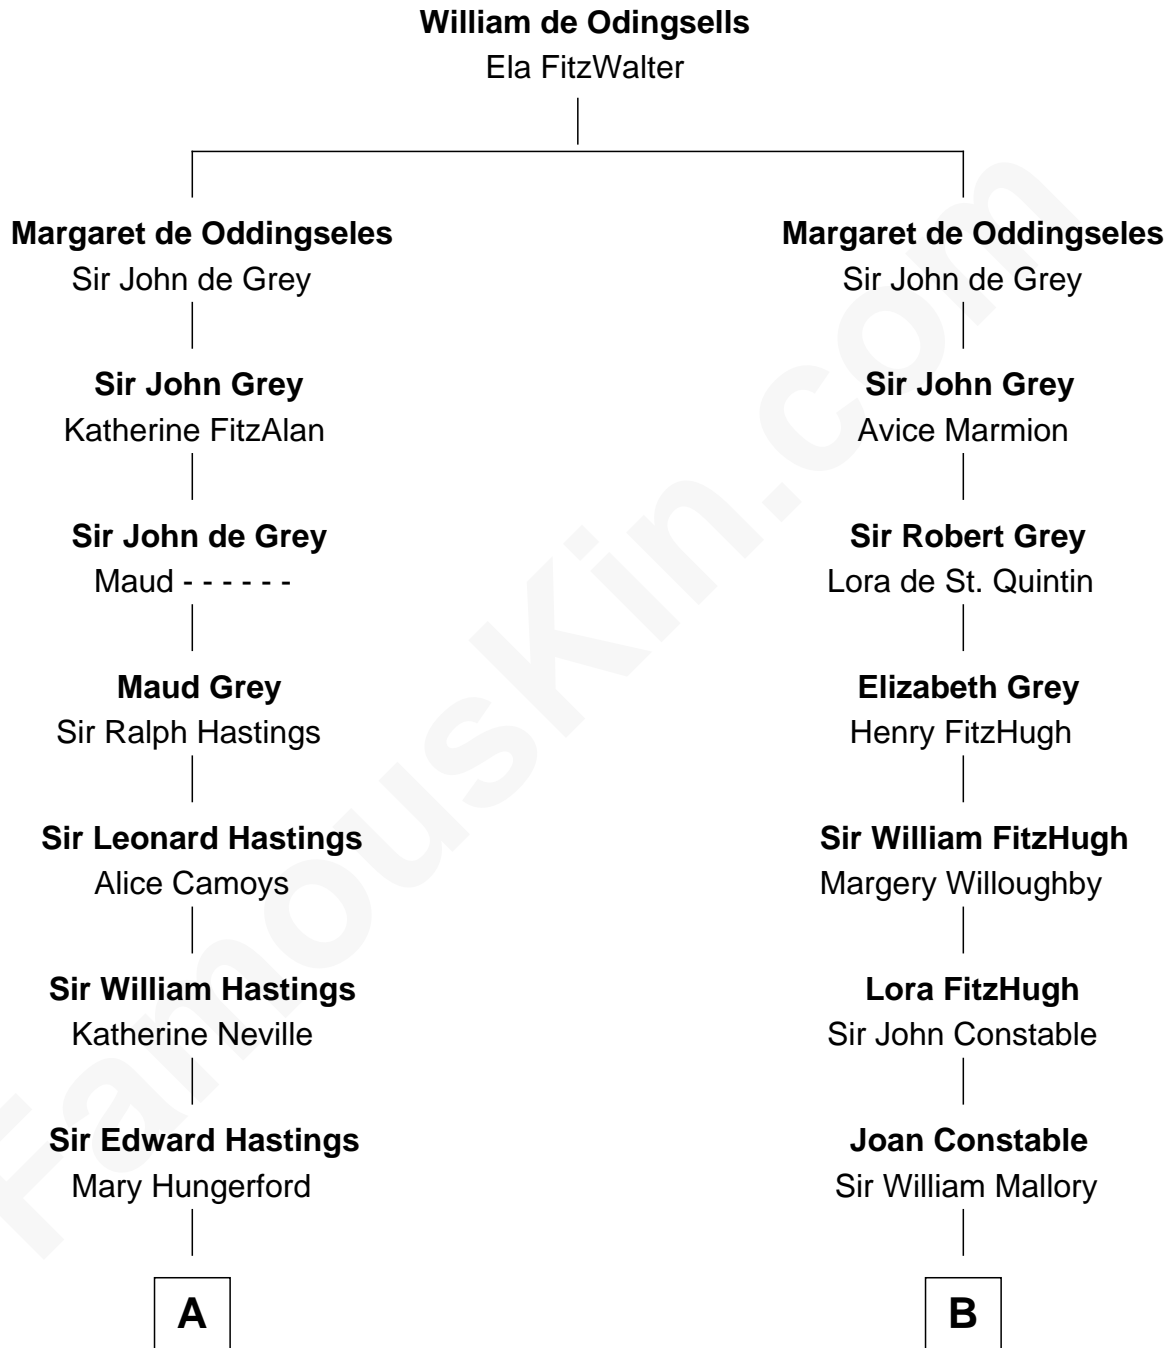 William de Odingsells
Ela FitzWalter
Margaret de Oddingseles
Sir John de Grey
Margaret de Oddingseles
Sir John de Grey
Sir John Grey
Katherine FitzAlan
Sir John Grey
Avice Marmion
Sir John de Grey
Maud - - - - - -
Sir Robert Grey
Lora de St. Quintin
Maud Grey
Sir Ralph Hastings
Elizabeth Grey
Henry FitzHugh
Sir Leonard Hastings
Alice Camoys
Sir William FitzHugh
Margery Willoughby
Sir William Hastings
Katherine Neville
Lora FitzHugh
Sir John Constable
Sir Edward Hastings
Mary Hungerford
Joan Constable
Sir William Mallory
A
B
FamousKin.com